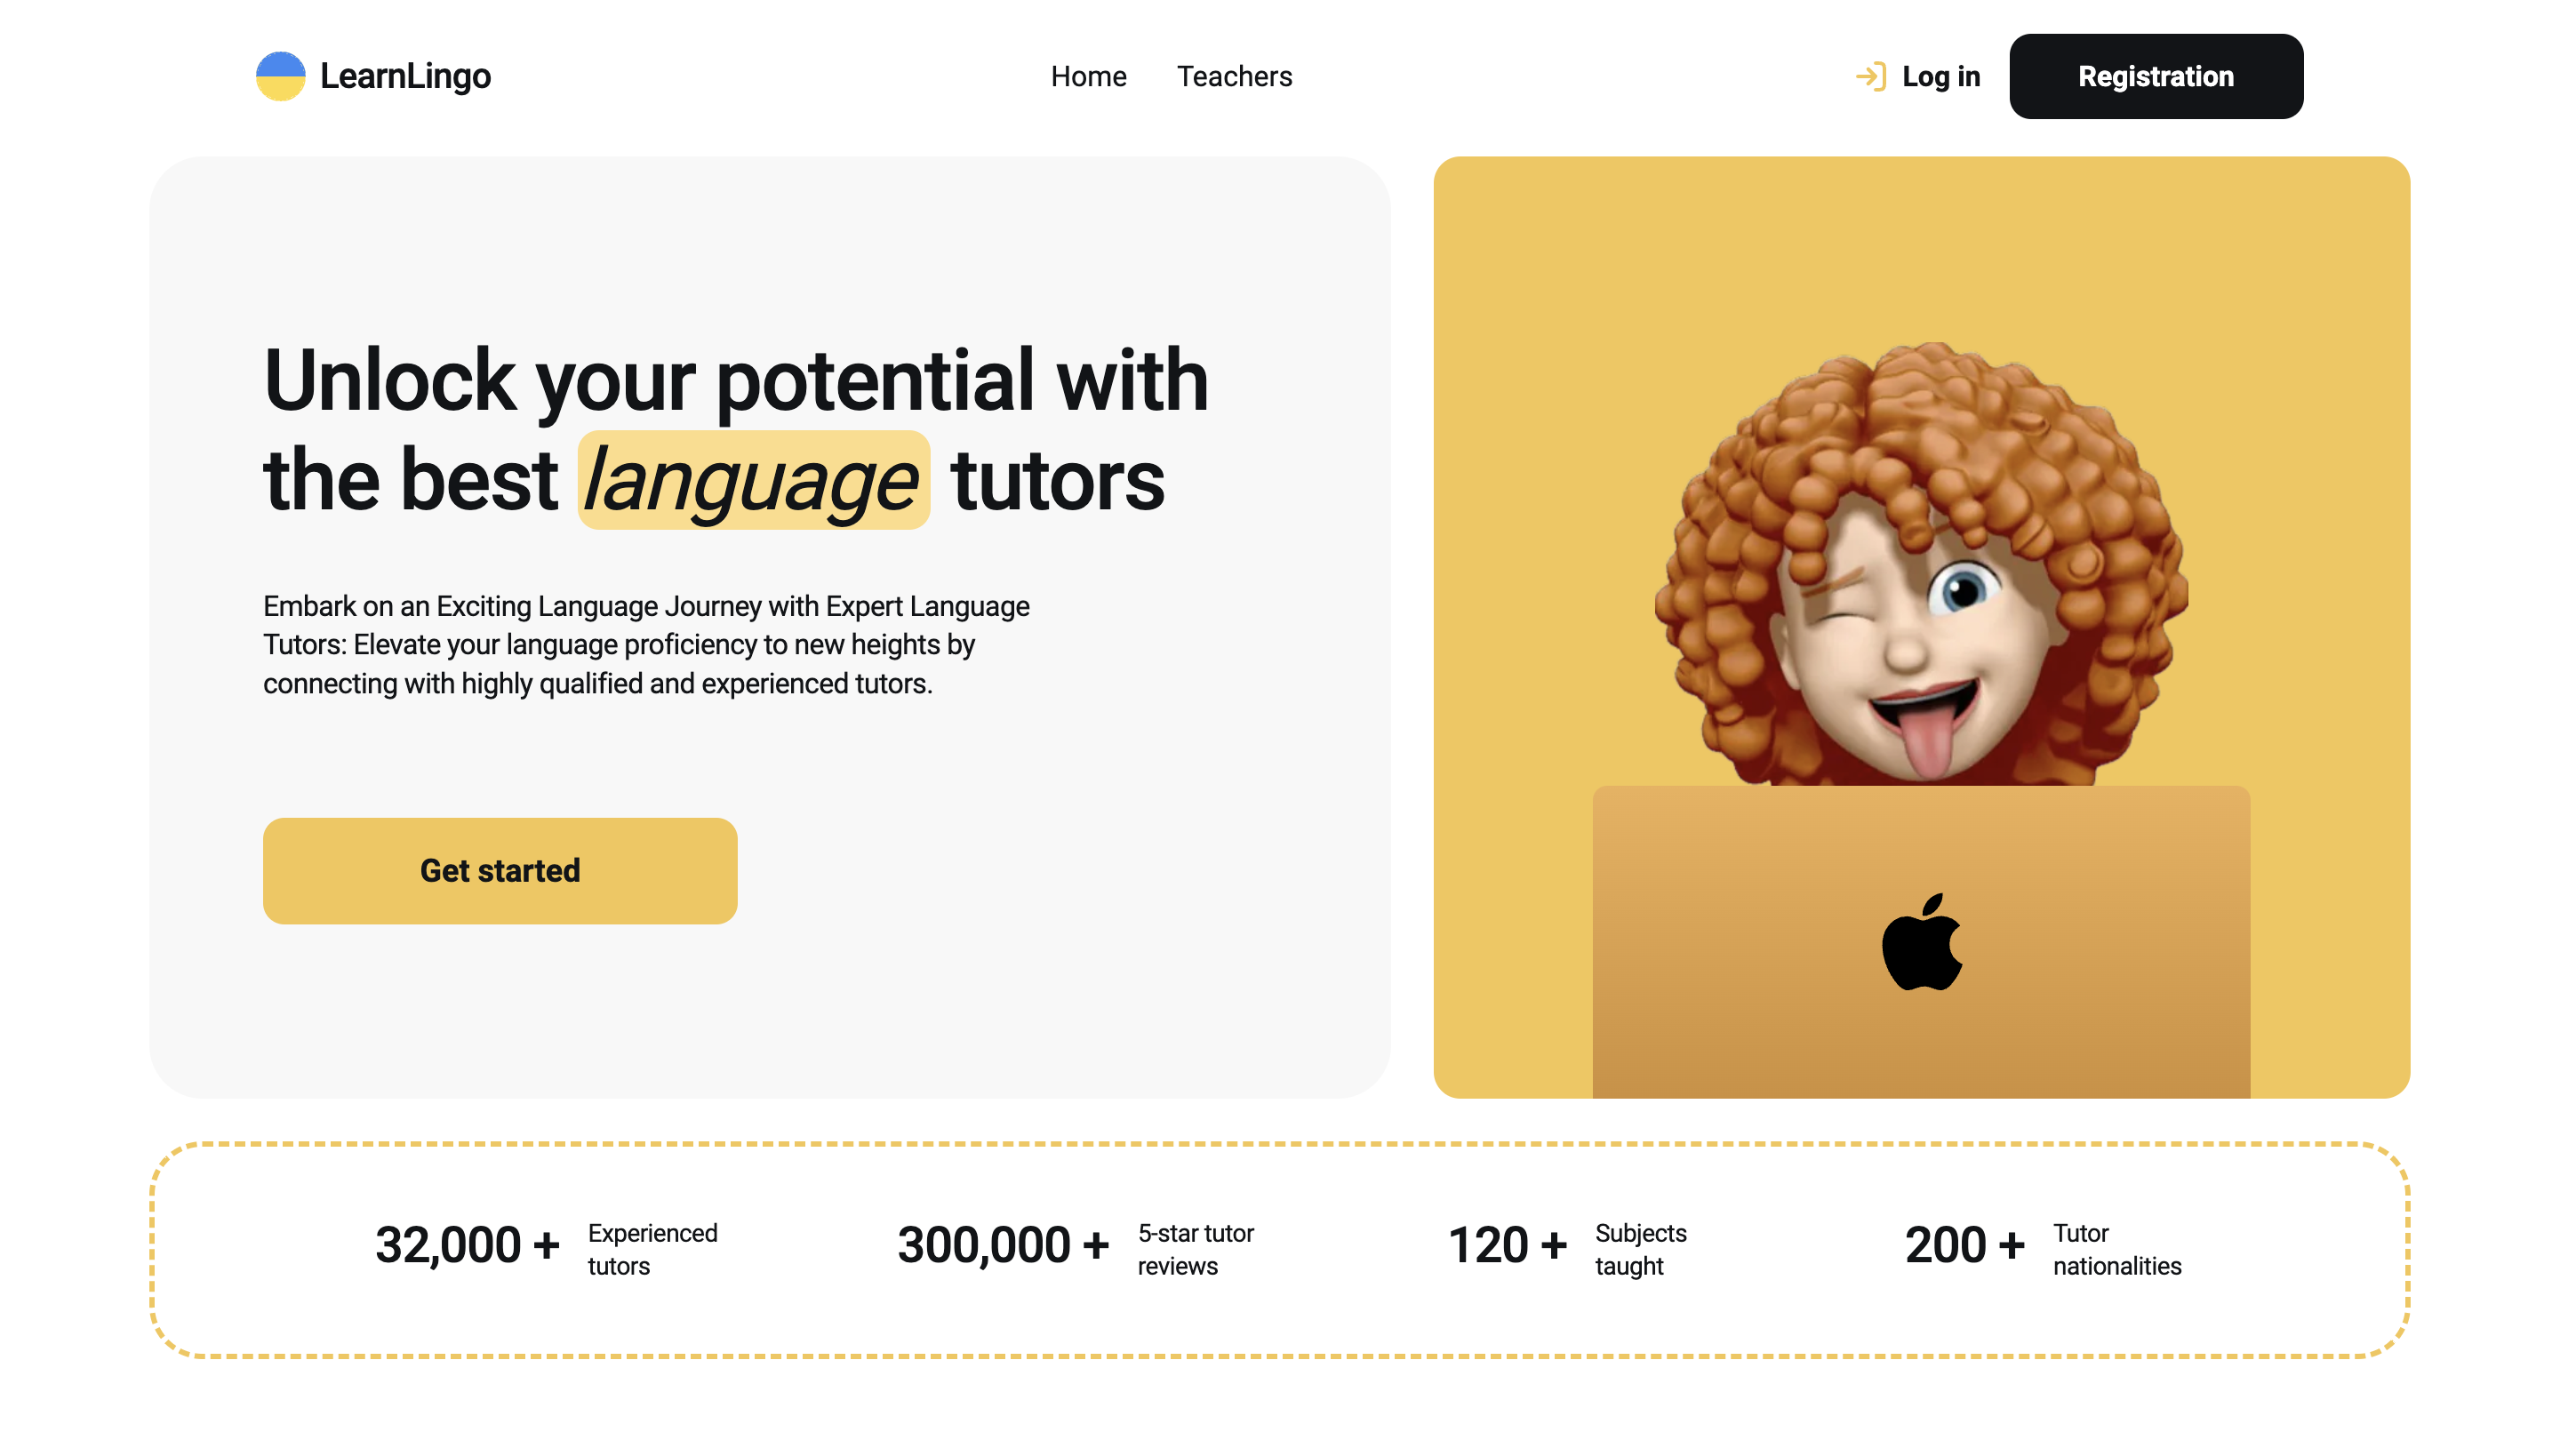 LearnLingo
Home
Teachers
Log in
Registration
Unlock your potential with
the best language tutors
Embark on an Exciting Language Journey with Expert Language
Tutors: Elevate your language proficiency to new heights by
connecting with highly qualified and experienced tutors.
Get started
32,000 +
Experienced
tutors
300,000 +
5-star tutor
reviews
120 +
Subjects
taught
200 +
Tutor
nationalities